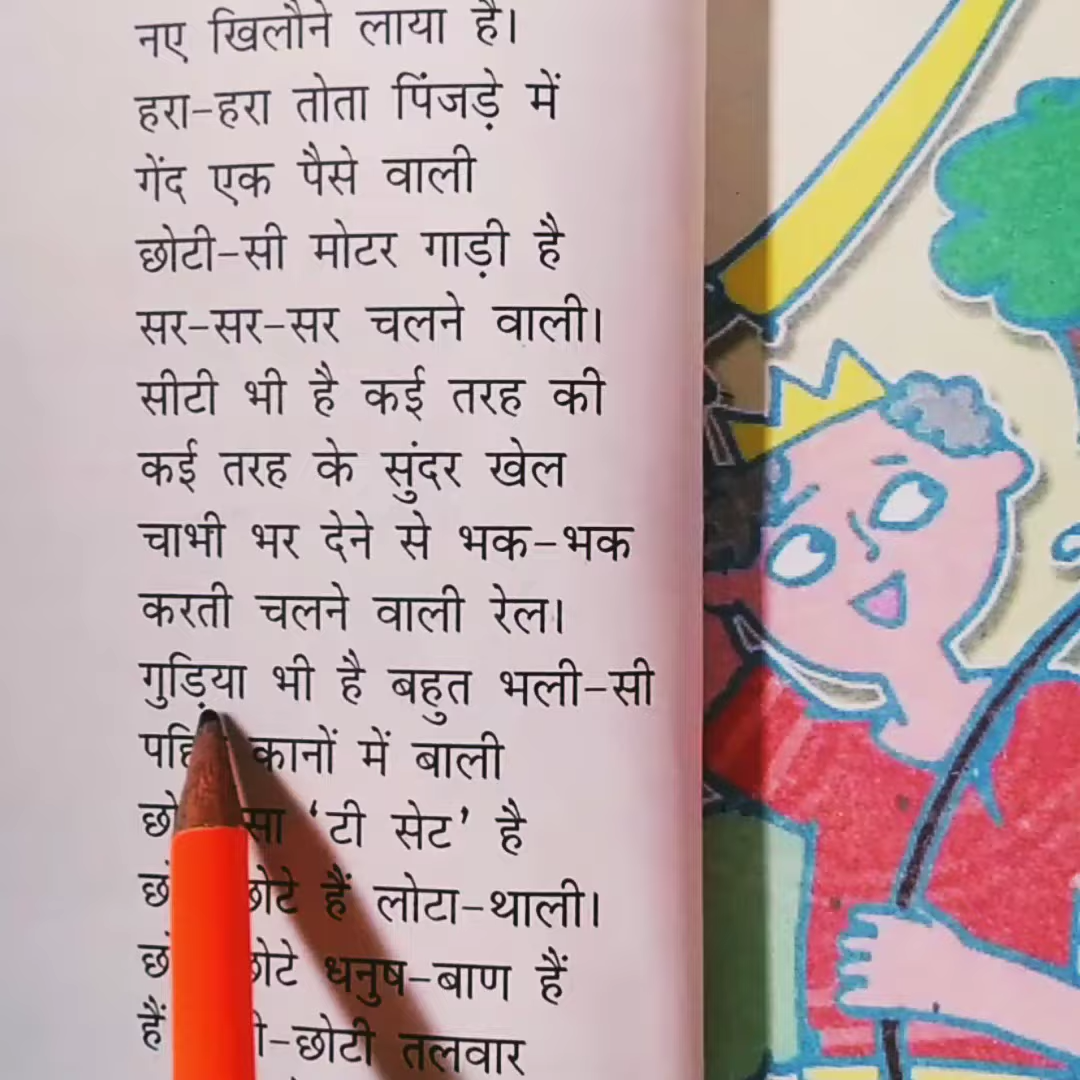 नए खिलौने लाया है।
हरा-हरा तोता पिंजड़े में
गेंद एक पैसे वाली
छोटी-सी मोटर गाड़ी है
सर-सर-सर चलने वाली।
सीटी भी है कई तरह की
कई तरह के सुंदर खेल
चाभी भर देने से भक-भक
करती चलने वाली रेल।
गुड़िया भी है बहुत भली-सी
कानों में बाली
'टी सेट' है
छोटे हैं लोटा-थाली।
छोटे धनुष-बाण हैं
हैं -छोटी तलवार